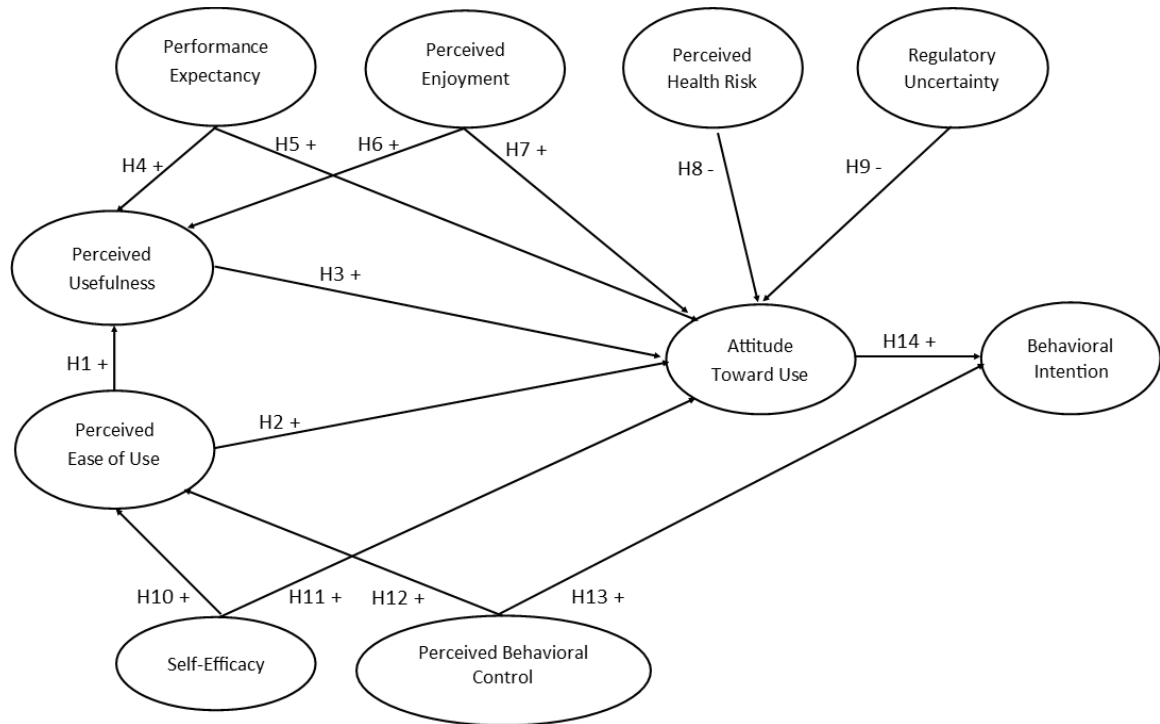 Performance
Expectancy
Perceived
Enjoyment
Perceived
Health Risk
Regulatory
Uncertainty
H4 +
H5 +
H6 +
H7 +
H8 -
H9 -
Perceived
Usefulness
H3 +
H1 +
Attitude
Toward Use
H14 +
Behavioral
Intention
Perceived
Ease of Use
H2 +
H10 +
H11 +
H12 +
H13 +
Self-Efficacy
Perceived Behavioral
Control